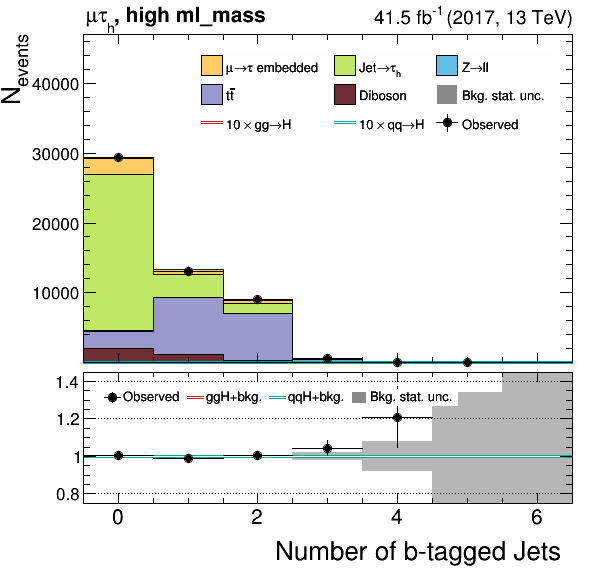 μτh, high ml_mass 41.5 fb⁻¹ (2017, 13 TeV)
Nevents
40000
30000
20000
10000
μ→τ embedded Jet→τh Z→ll
tt̄ Diboson Bkg. stat. unc.
10 × gg→H 10 × qq→H Observed
1.4
1.2
1
0.8
Observed ggH+bkg. qqH+bkg. Bkg. stat. unc.
0 2 4 6
Number of b-tagged Jets